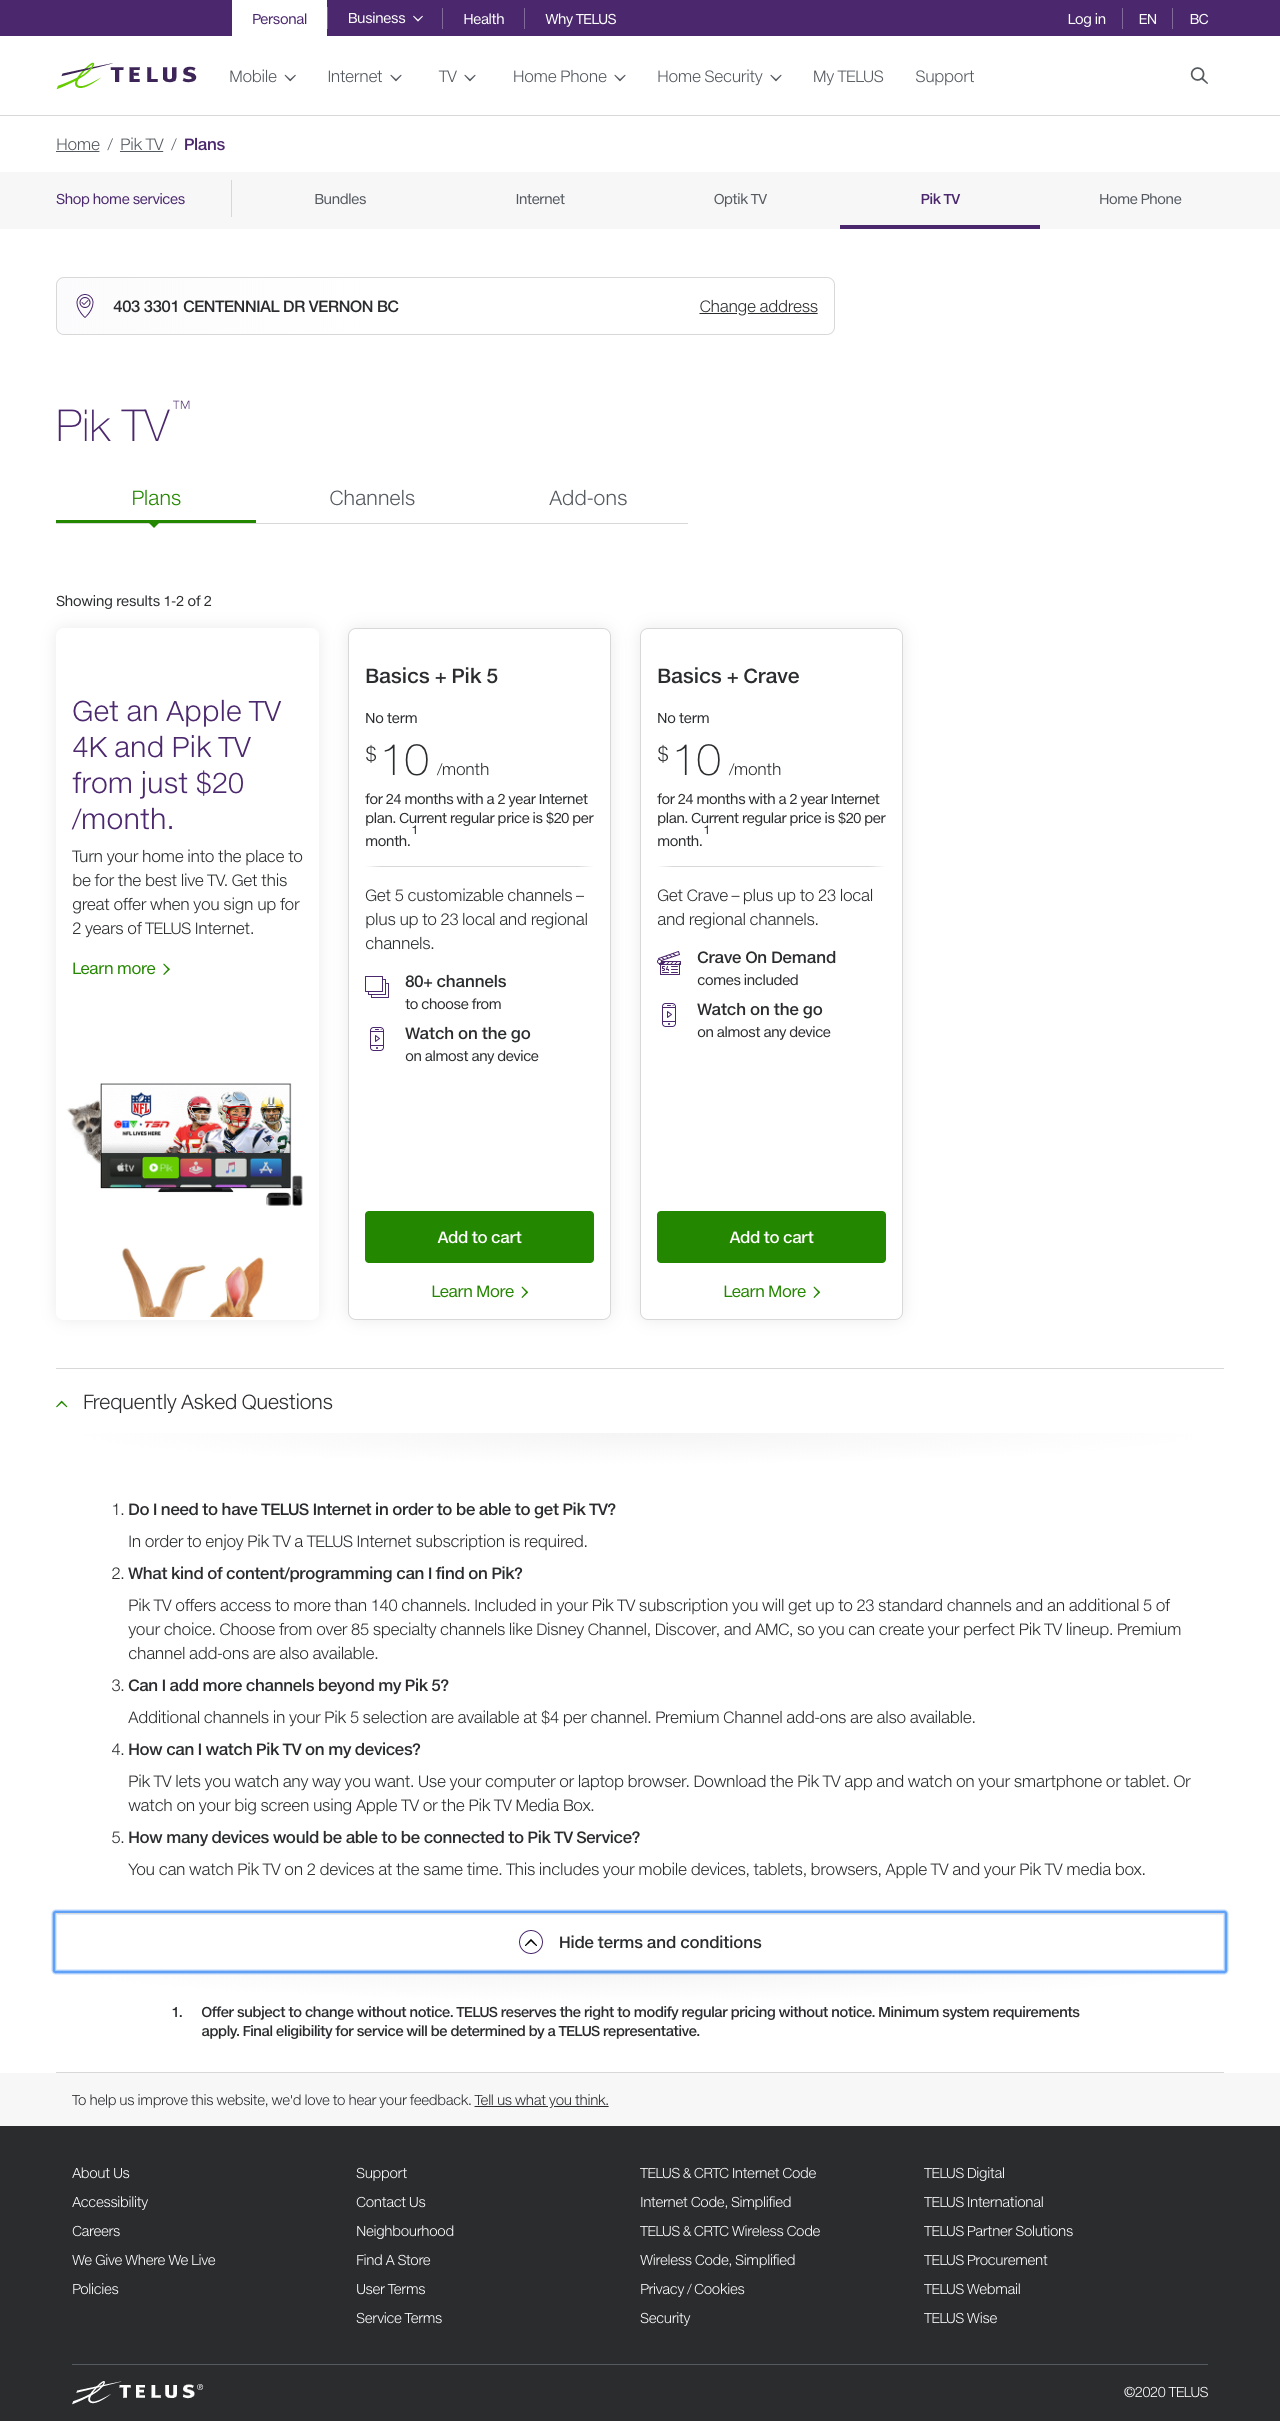 Personal
Business
Health
Why TELUS
Log in
EN
BC
TELUS
Mobile
Internet
TV
Home Phone
Home Security
My TELUS
Support
Home / Pik TV / Plans
Shop home services
Bundles
Internet
Optik TV
Pik TV
Home Phone
403 3301 CENTENNIAL DR VERNON BC
Change address
Pik TV™
Plans
Channels
Add-ons
Showing results 1-2 of 2
Get an Apple TV
4K and Pik TV
from just $20
/month.
Turn your home into the place to
be for the best live TV. Get this
great offer when you sign up for
2 years of TELUS Internet.
Learn more
NFL
CTV · TSN
NFL LIVES HERE
tv
Pik
Basics + Pik 5
No term
$10 /month
for 24 months with a 2 year Internet
plan. Current regular price is $20 per
month.1
Get 5 customizable channels –
plus up to 23 local and regional
channels.
80+ channels
to choose from
Watch on the go
on almost any device
Add to cart
Learn More
Basics + Crave
No term
$10 /month
for 24 months with a 2 year Internet
plan. Current regular price is $20 per
month.1
Get Crave – plus up to 23 local
and regional channels.
Crave On Demand
comes included
Watch on the go
on almost any device
Add to cart
Learn More
Frequently Asked Questions
1. Do I need to have TELUS Internet in order to be able to get Pik TV?
In order to enjoy Pik TV a TELUS Internet subscription is required.
2. What kind of content/programming can I find on Pik?
Pik TV offers access to more than 140 channels. Included in your Pik TV subscription you will get up to 23 standard channels and an additional 5 of
your choice. Choose from over 85 specialty channels like Disney Channel, Discover, and AMC, so you can create your perfect Pik TV lineup. Premium
channel add-ons are also available.
3. Can I add more channels beyond my Pik 5?
Additional channels in your Pik 5 selection are available at $4 per channel. Premium Channel add-ons are also available.
4. How can I watch Pik TV on my devices?
Pik TV lets you watch any way you want. Use your computer or laptop browser. Download the Pik TV app and watch on your smartphone or tablet. Or
watch on your big screen using Apple TV or the Pik TV Media Box.
5. How many devices would be able to be connected to Pik TV Service?
You can watch Pik TV on 2 devices at the same time. This includes your mobile devices, tablets, browsers, Apple TV and your Pik TV media box.
Hide terms and conditions
1. Offer subject to change without notice. TELUS reserves the right to modify regular pricing without notice. Minimum system requirements
apply. Final eligibility for service will be determined by a TELUS representative.
To help us improve this website, we'd love to hear your feedback. Tell us what you think.
About Us
Accessibility
Careers
We Give Where We Live
Policies
Support
Contact Us
Neighbourhood
Find A Store
User Terms
Service Terms
TELUS & CRTC Internet Code
Internet Code, Simplified
TELUS & CRTC Wireless Code
Wireless Code, Simplified
Privacy / Cookies
Security
TELUS Digital
TELUS International
TELUS Partner Solutions
TELUS Procurement
TELUS Webmail
TELUS Wise
TELUS®
©2020 TELUS